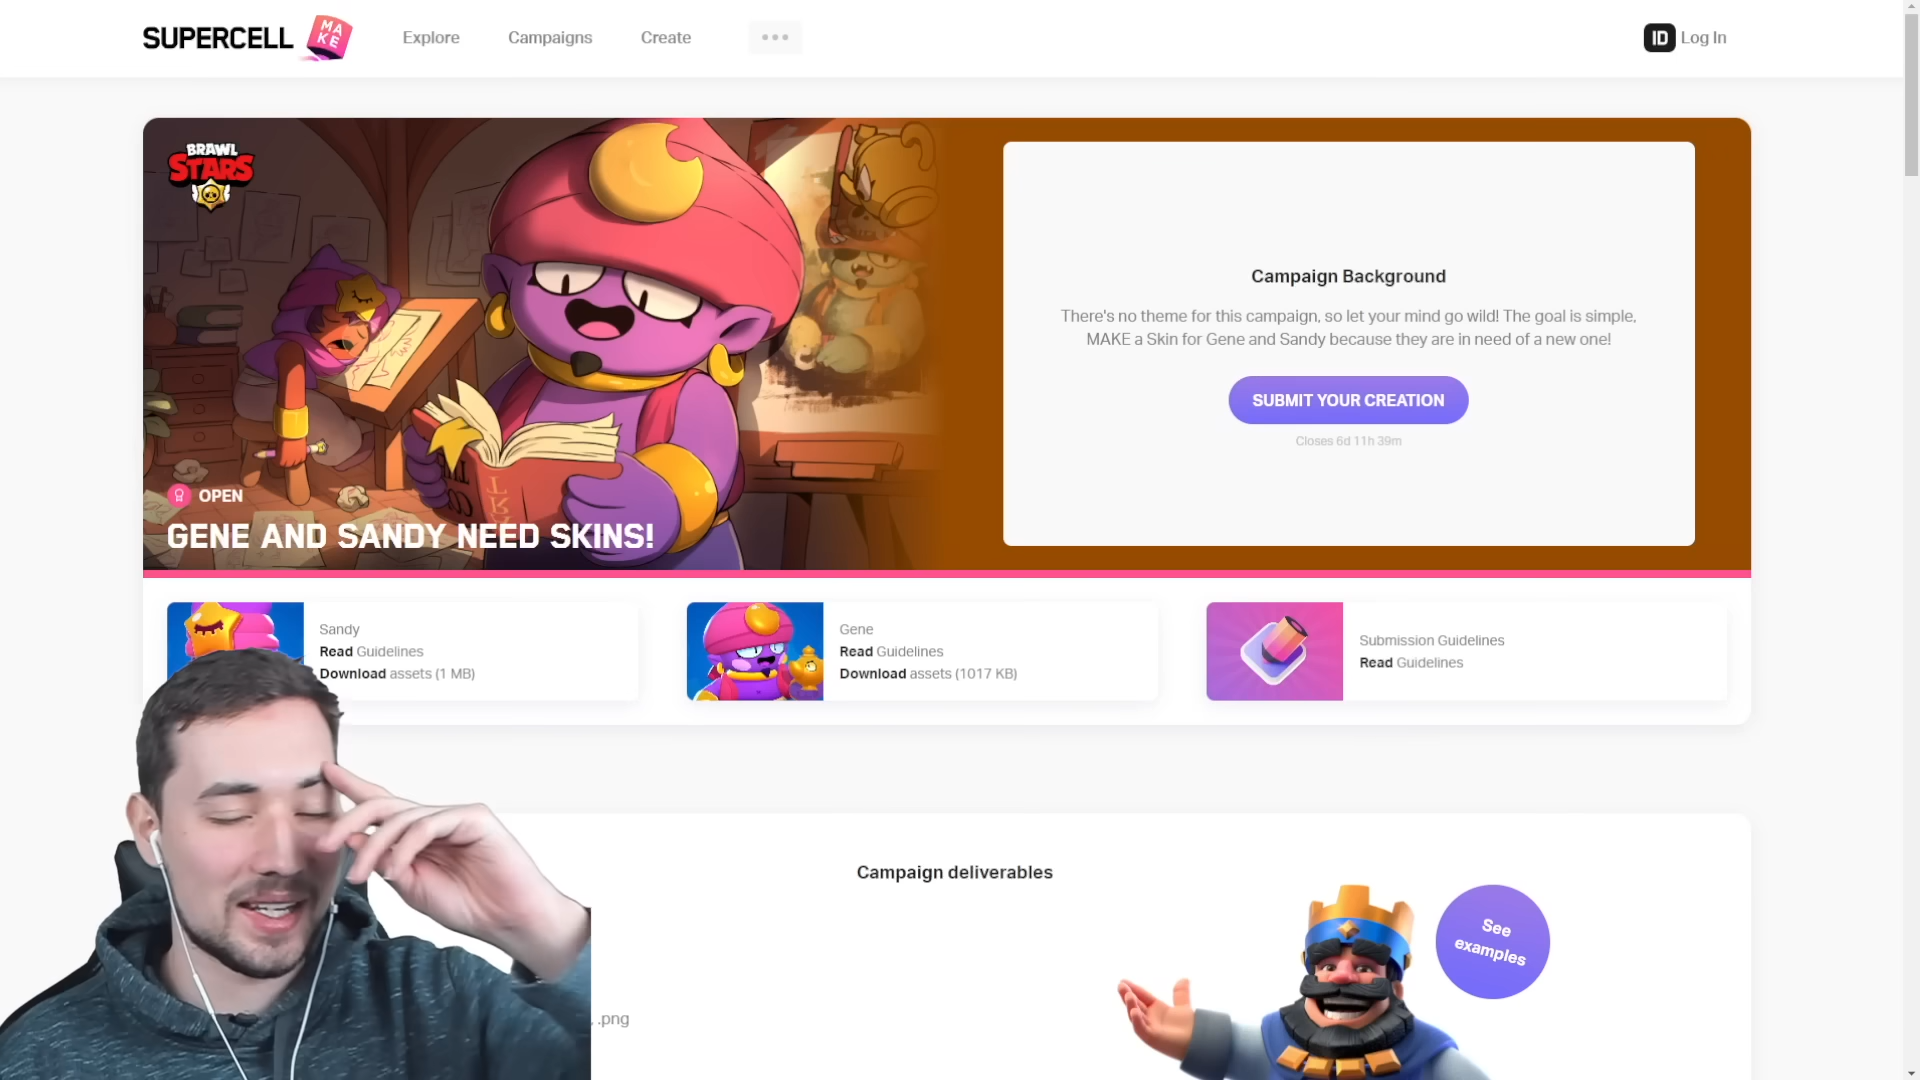 SUPERCELL
MAKE
Explore
Campaigns
Create
ID Log In
BRAWL
STARS
OPEN
GENE AND SANDY NEED SKINS!
Campaign Background
There's no theme for this campaign, so let your mind go wild! The goal is simple,
MAKE a Skin for Gene and Sandy because they are in need of a new one!
SUBMIT YOUR CREATION
Closes 6d 11h 39m
Sandy
Read Guidelines
Download assets (1 MB)
Gene
Read Guidelines
Download assets (1017 KB)
Submission Guidelines
Read Guidelines
Campaign deliverables
See
examples
.png